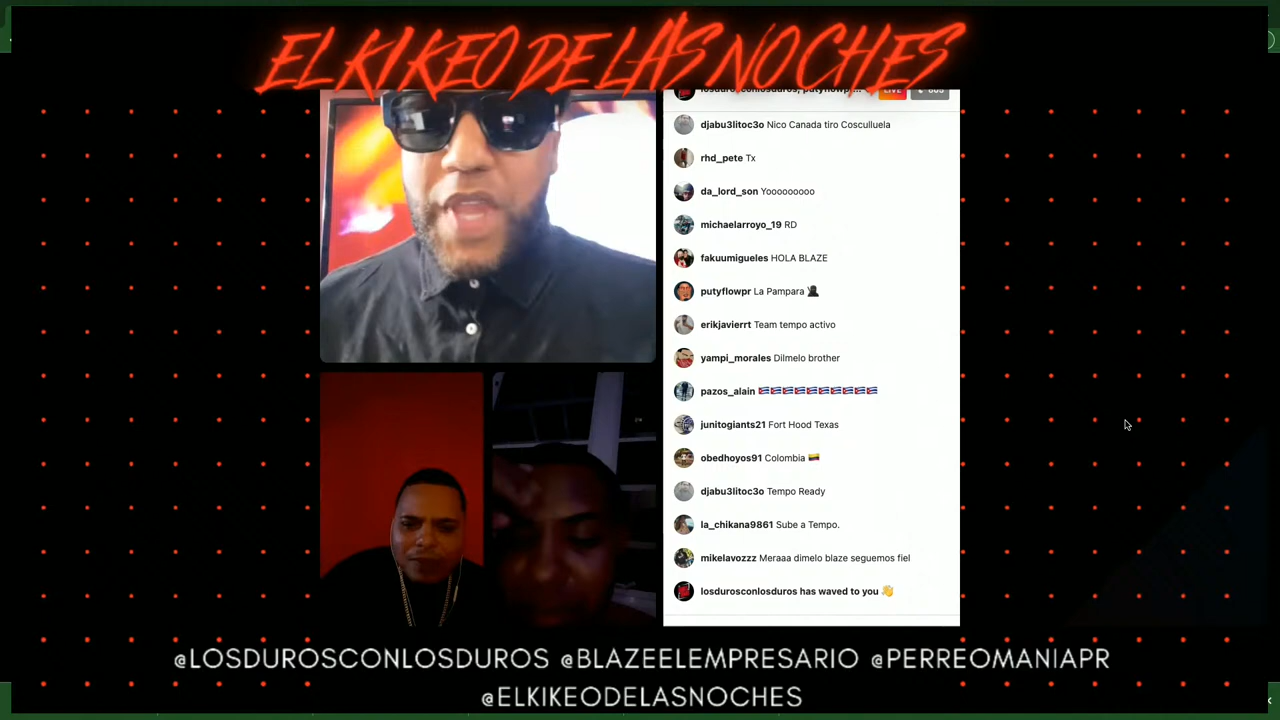 EL KIKEO DE LAS NOCHES
LIVE
djabu3litoc3o Nico Canada tiro Cosculluela
rhd_pete Tx
da_lord_son Yooooooooo
michaelarroyo_19 RD
fakuumigueles HOLA BLAZE
putyflowpr La Pampara
erikjavierrt Team tempo activo
yampi_morales Dilmelo brother
pazos_alain
junitogiants21 Fort Hood Texas
obedhoyos91 Colombia
djabu3litoc3o Tempo Ready
la_chikana9861 Sube a Tempo.
mikelavozzz Meraaa dimelo blaze seguemos fiel
losdurosconlosduros has waved to you
@LOSDUROSCONLOSDUROS @BLAZEELEMPRESARIO @PERREOMANIAPR
@ELKIKEODELASNOCHES